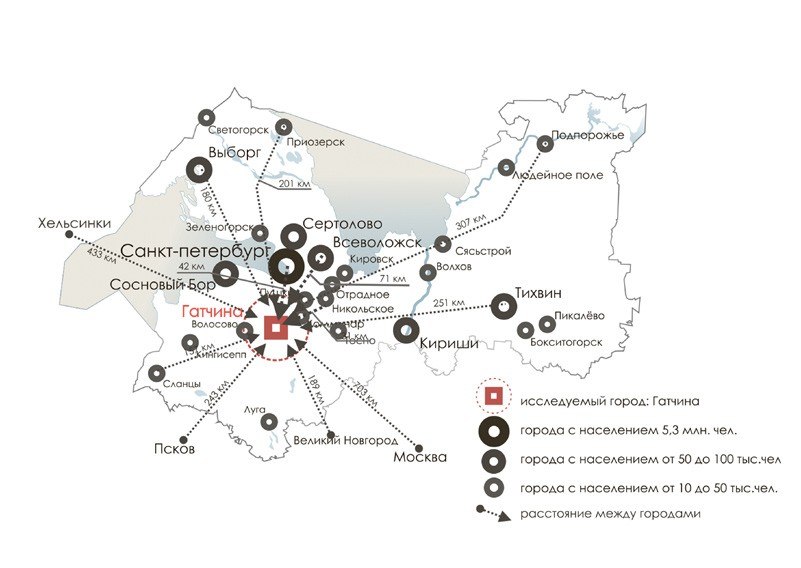 Светогорск
Приозерск
Выборг
201 км
180 км
Подпорожье
Людейное поле
307 км
Хельсинки
433 км
Зеленогорск
Сертолово
Санкт-петербург
Всеволожск
Сясьстрой
Кировск
Волхов
42 км
71 км
Сосновый Бор
Отрадное
Никольское
Гатчина
Волосово
251 км
Тихвин
Пикалёво
Бокситогорск
Кириши
Тосно
Кингисепп
Сланцы
243 км
189 км
703 км
Луга
Псков
Великий Новгород
Москва
исследуемый город: Гатчина
города с населением 5,3 млн. чел.
города с населением от 50 до 100 тыс.чел
города с населением от 10 до 50 тыс.чел.
расстояние между городами